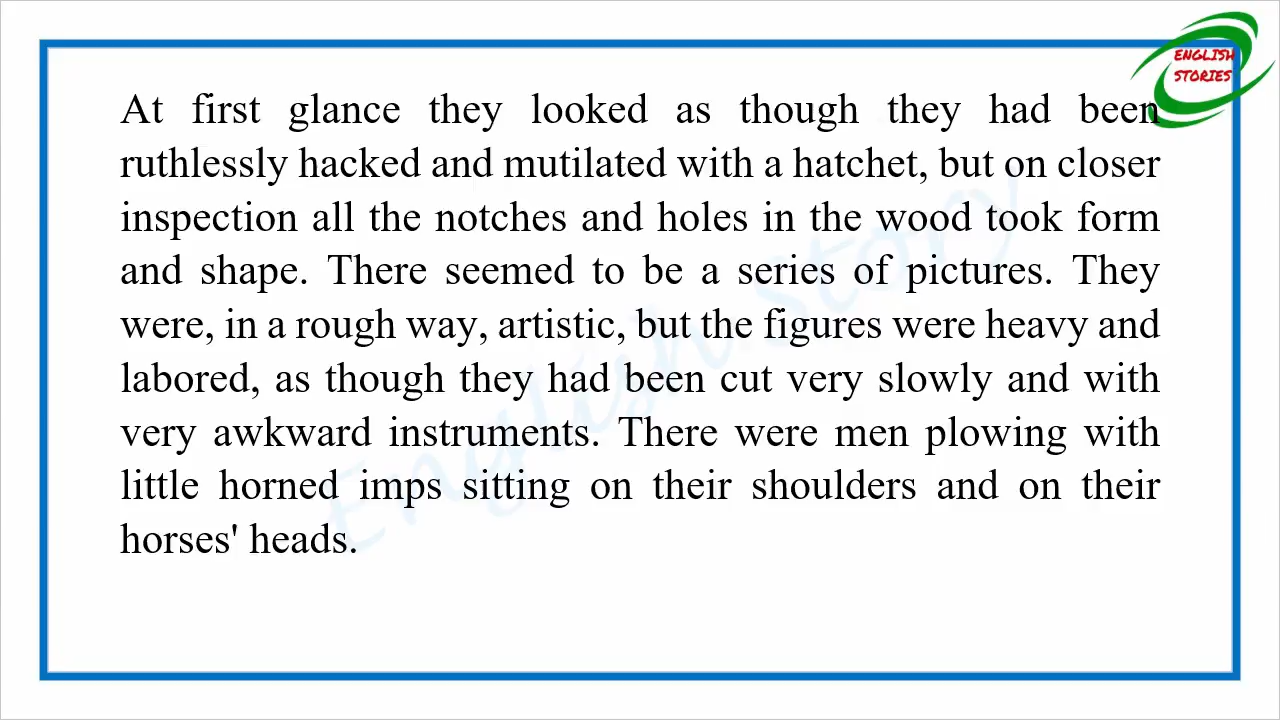 ENGLISH
STORIES
At first glance they looked as though they had been
ruthlessly hacked and mutilated with a hatchet, but on closer
inspection all the notches and holes in the wood took form
and shape. There seemed to be a series of pictures. They
were, in a rough way, artistic, but the figures were heavy and
labored, as though they had been cut very slowly and with
very awkward instruments. There were men plowing with
little horned imps sitting on their shoulders and on their
horses' heads.
English Story